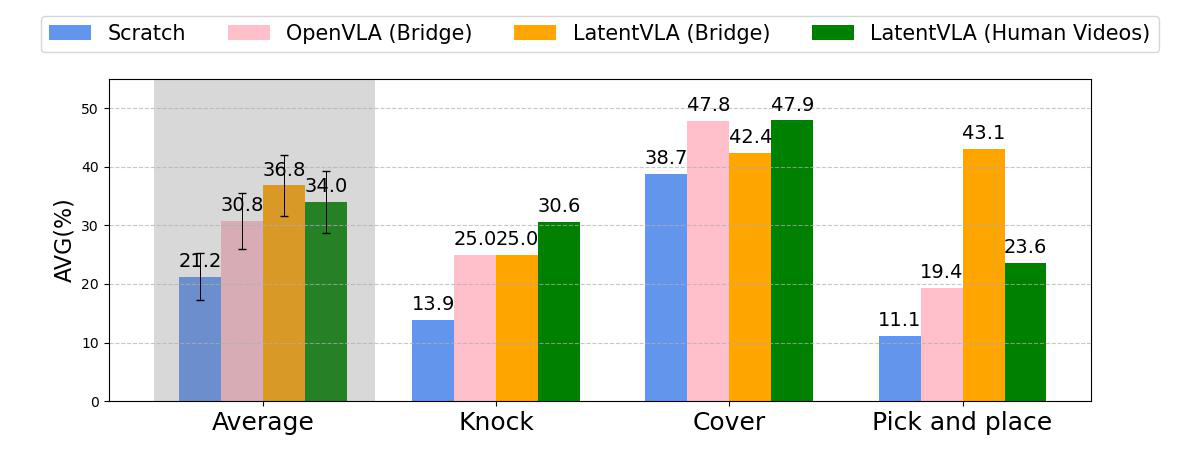 Scratch OpenVLA (Bridge) LatentVLA (Bridge) LatentVLA (Human Videos)
AVG(%)
50
40
30
20
10
0
21.2 30.8 36.8 34.0
13.9 25.0 25.0 30.6
38.7 47.8 42.4 47.9
11.1 19.4 43.1 23.6
Average Knock Cover Pick and place